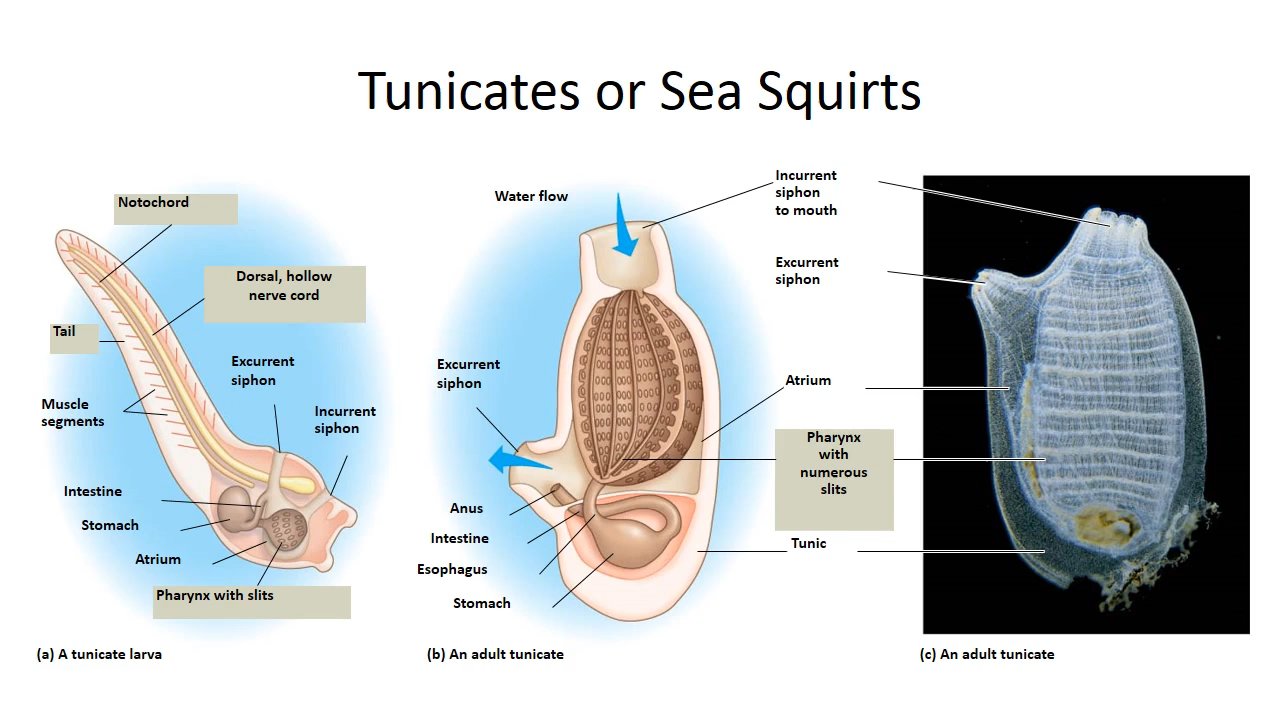 Tunicates or Sea Squirts
Notochord
Dorsal, hollow
nerve cord
Tail
Excurrent
siphon
Muscle
segments
Incurrent
siphon
Intestine
Stomach
Atrium
Pharynx with slits
(a) A tunicate larva
Water flow
Excurrent
siphon
Anus
Intestine
Esophagus
Stomach
(b) An adult tunicate
Incurrent
siphon
to mouth
Excurrent
siphon
Atrium
Pharynx
with
numerous
slits
Tunic
(c) An adult tunicate